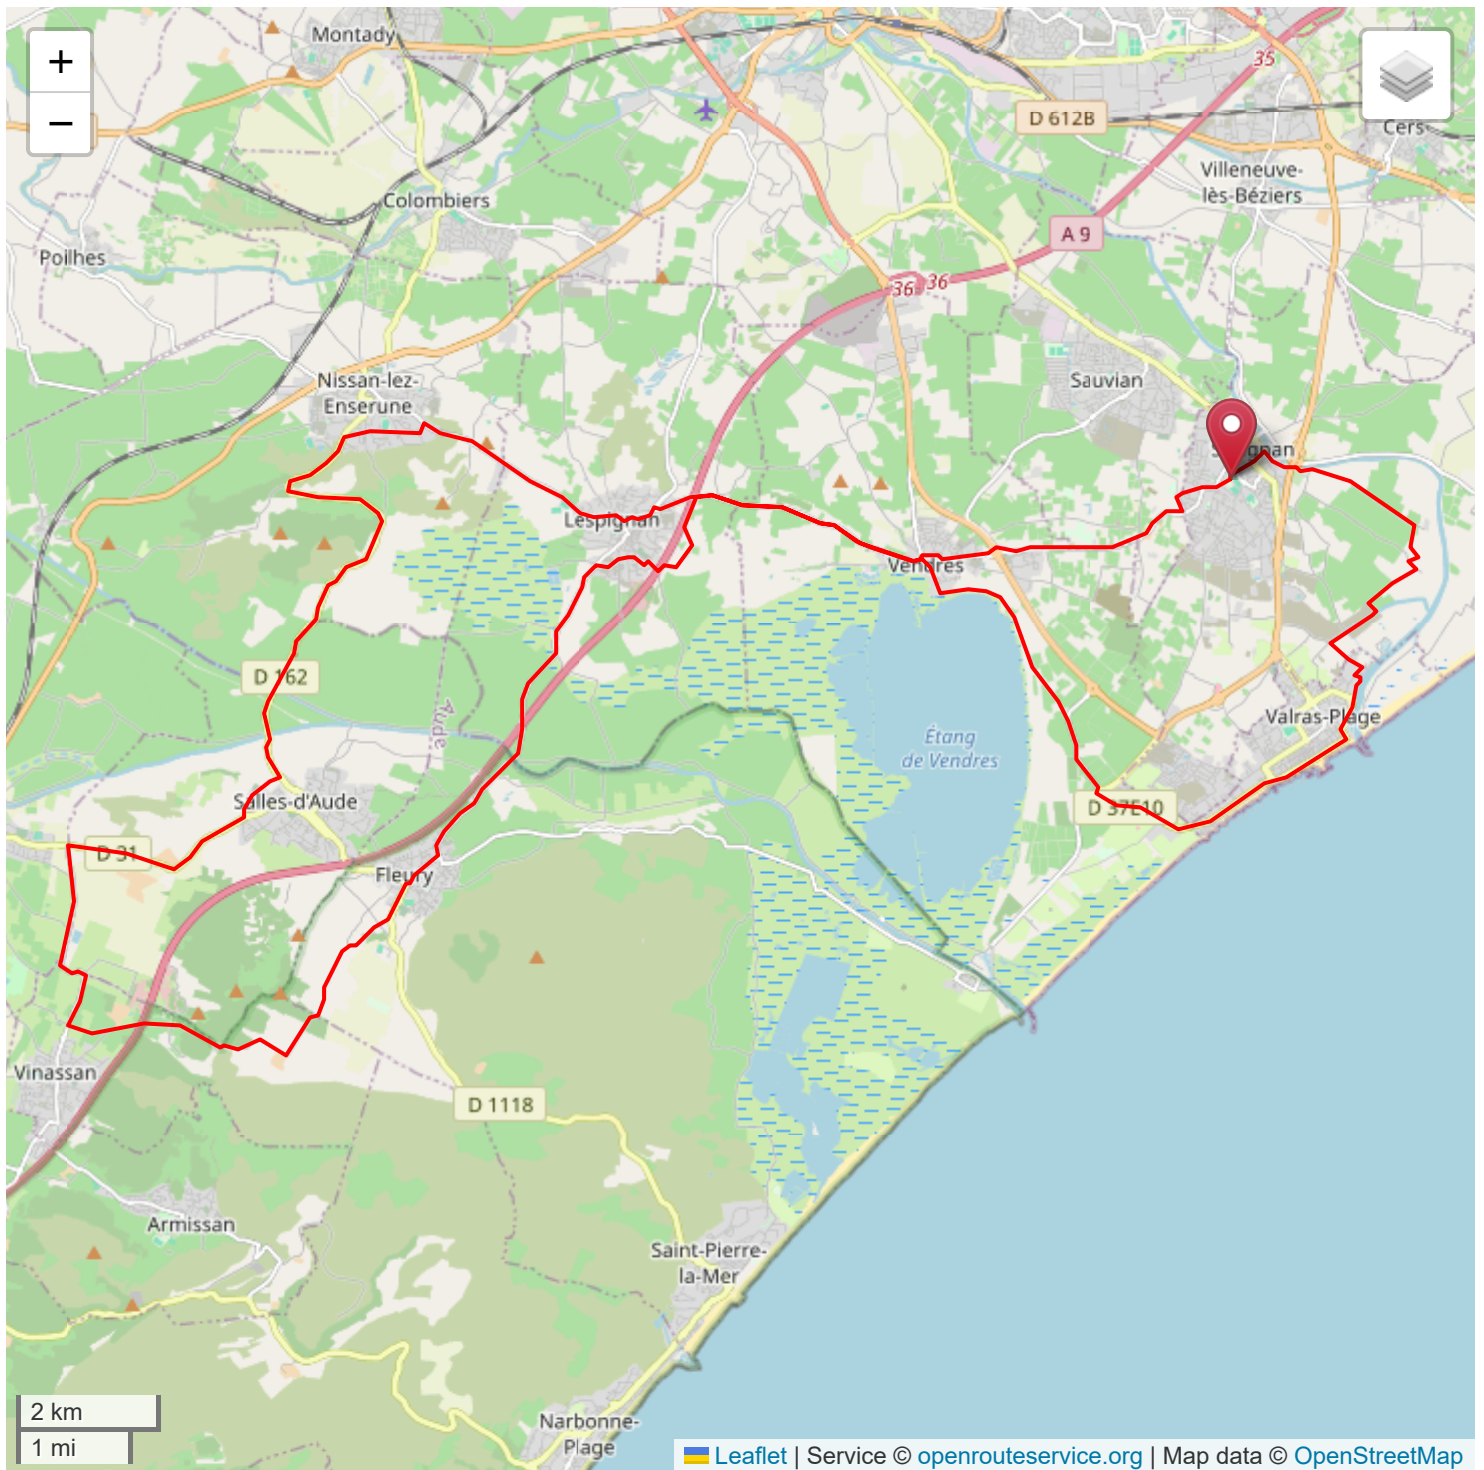 +
−
Montady
35
D 612B
Cers
Villeneuve-
lès-Béziers
Colombiers
A 9
Poilhes
36
36
Nissan-lez-
Enserune
Sauvian
Lespignan
Vendres
D 162
Aude
Valras-Plage
Étang
de Vendres
Salles-d'Aude
D 37E10
D 31
Fleury
Vinassan
D 1118
Armissan
Saint-Pierre-
la-Mer
Narbonne-
Plage
2 km
1 mi
Leaflet | Service © openrouteservice.org | Map data © OpenStreetMap